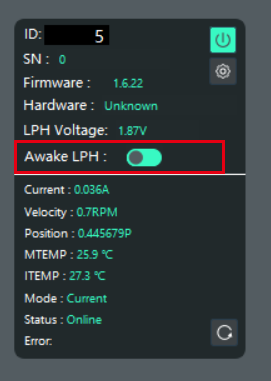 ID: 5
SN : 0
Firmware : 1.6.22
Hardware : Unknown
LPH Voltage: 1.87V
Awake LPH :
Current : 0.036A
Velocity : 0.7RPM
Position : 0.445679P
MTEMP : 25.9 ℃
ITEMP : 27.3 ℃
Mode : Current
Status : Online
Error: